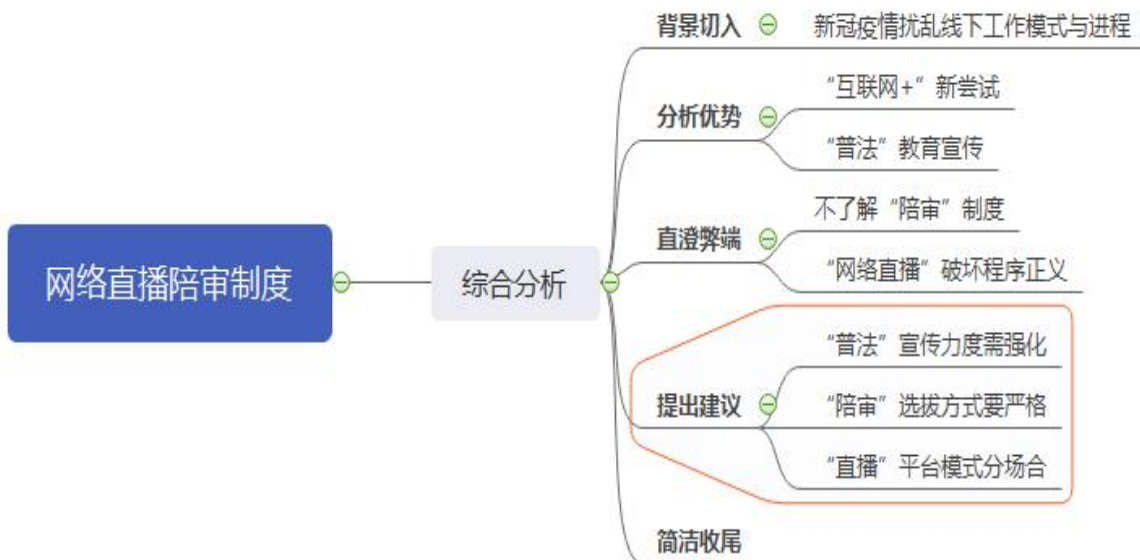 网络直播陪审制度
综合分析
背景切入
新冠疫情扰乱线下工作模式与进程
分析优势
“互联网+”新尝试
“普法”教育宣传
直澄弊端
不了解“陪审”制度
“网络直播”破坏程序正义
提出建议
“普法”宣传力度需强化
“陪审”选拔方式要严格
“直播”平台模式分场合
简洁收尾